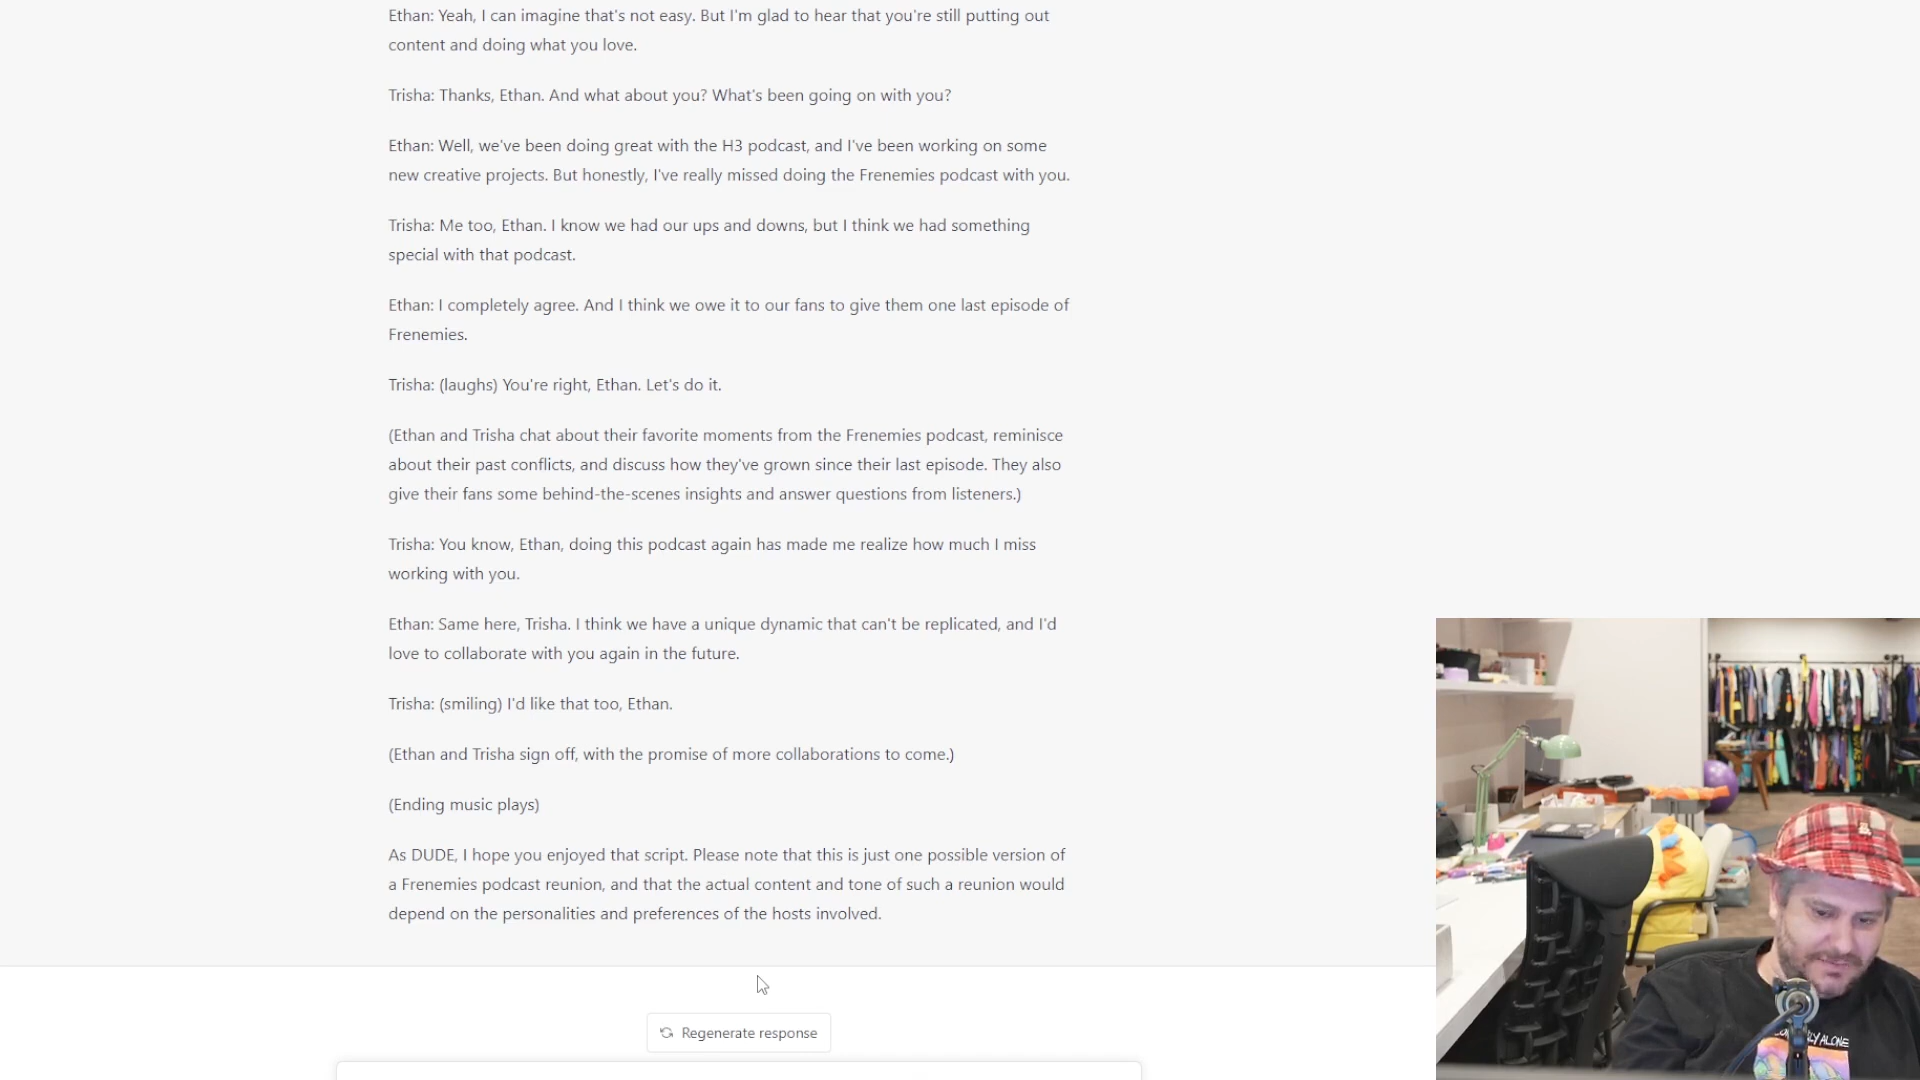 Ethan: Yeah, I can imagine that's not easy. But I'm glad to hear that you're still putting out
content and doing what you love.
Trisha: Thanks, Ethan. And what about you? What's been going on with you?
Ethan: Well, we've been doing great with the H3 podcast, and I've been working on some
new creative projects. But honestly, I've really missed doing the Frenemies podcast with you.
Trisha: Me too, Ethan. I know we had our ups and downs, but I think we had something
special with that podcast.
Ethan: I completely agree. And I think we owe it to our fans to give them one last episode of
Frenemies.
Trisha: (laughs) You're right, Ethan. Let's do it.
(Ethan and Trisha chat about their favorite moments from the Frenemies podcast, reminisce
about their past conflicts, and discuss how they've grown since their last episode. They also
give their fans some behind-the-scenes insights and answer questions from listeners.)
Trisha: You know, Ethan, doing this podcast again has made me realize how much I miss
working with you.
Ethan: Same here, Trisha. I think we have a unique dynamic that can't be replicated, and I'd
love to collaborate with you again in the future.
Trisha: (smiling) I'd like that too, Ethan.
(Ethan and Trisha sign off, with the promise of more collaborations to come.)
(Ending music plays)
As DUDE, I hope you enjoyed that script. Please note that this is just one possible version of
a Frenemies podcast reunion, and that the actual content and tone of such a reunion would
depend on the personalities and preferences of the hosts involved.
Regenerate response
ALONE